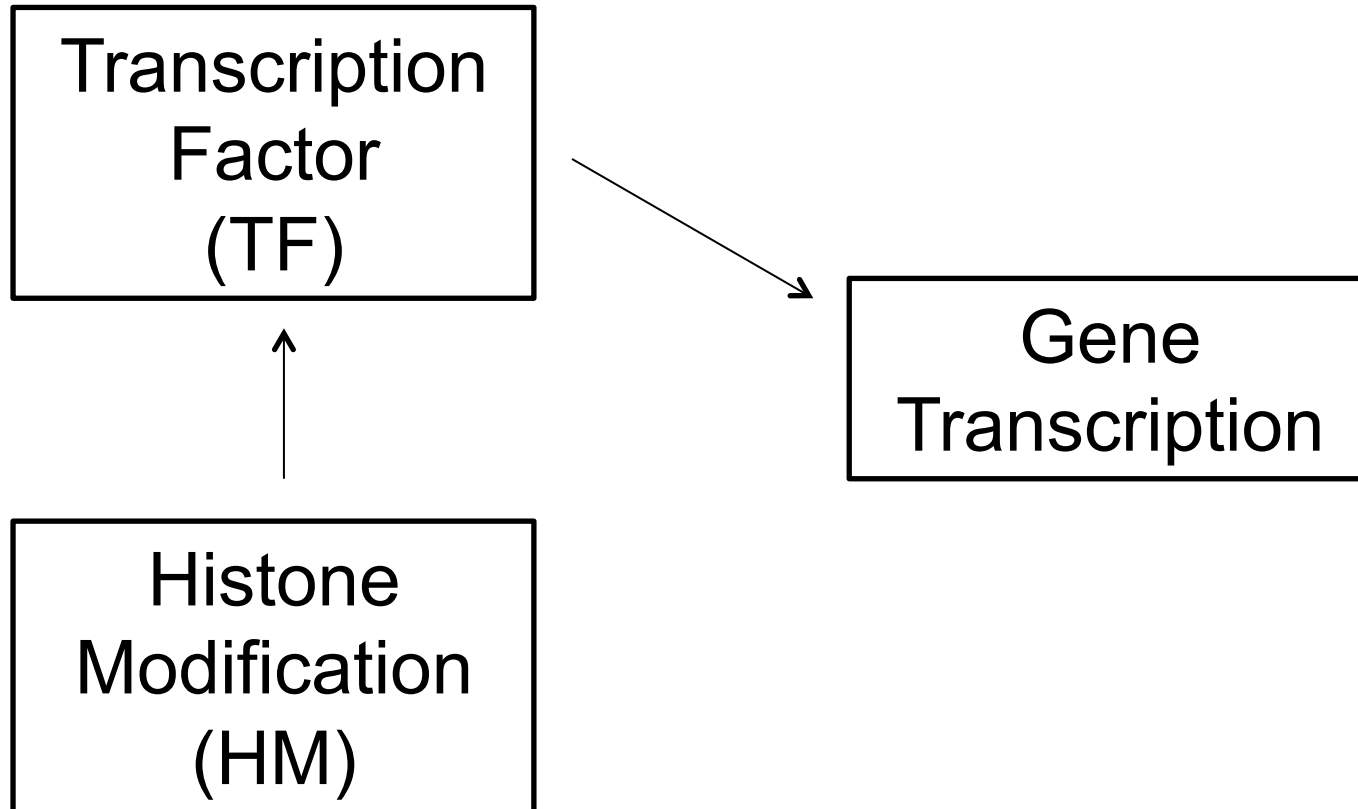 Transcription
Factor
(TF)
Gene
Transcription
Histone
Modification
(HM)